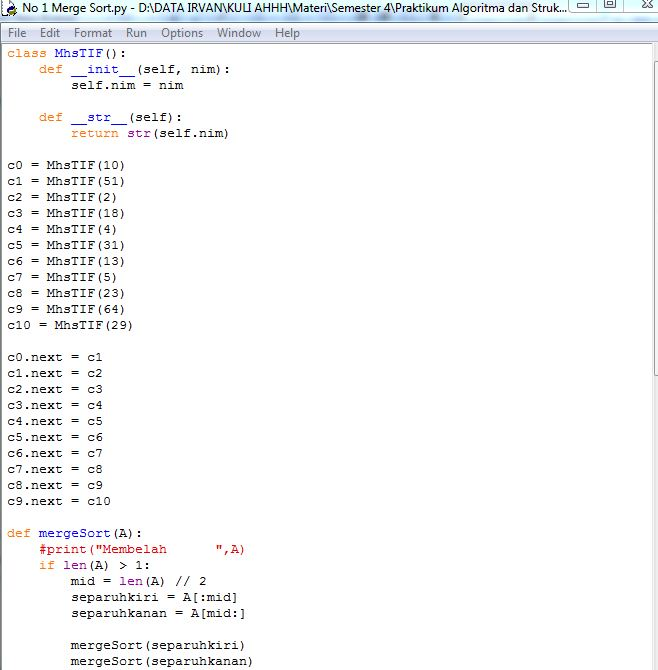 No 1 Merge Sort.py - D:\DATA IRVAN\KULI AHHH\Materi\Semester 4\Praktikum Algoritma dan Struk...
File Edit Format Run Options Window Help
class MhsTIF():
    def __init__(self, nim):
        self.nim = nim

    def __str__(self):
        return str(self.nim)

c0 = MhsTIF(10)
c1 = MhsTIF(51)
c2 = MhsTIF(2)
c3 = MhsTIF(18)
c4 = MhsTIF(4)
c5 = MhsTIF(31)
c6 = MhsTIF(13)
c7 = MhsTIF(5)
c8 = MhsTIF(23)
c9 = MhsTIF(64)
c10 = MhsTIF(29)

c0.next = c1
c1.next = c2
c2.next = c3
c3.next = c4
c4.next = c5
c5.next = c6
c6.next = c7
c7.next = c8
c8.next = c9
c9.next = c10

def mergeSort(A):
    #print("Membelah      ",A)
    if len(A) > 1:
        mid = len(A) // 2
        separuhkiri = A[:mid]
        separuhkanan = A[mid:]

        mergeSort(separuhkiri)
        mergeSort(separuhkanan)